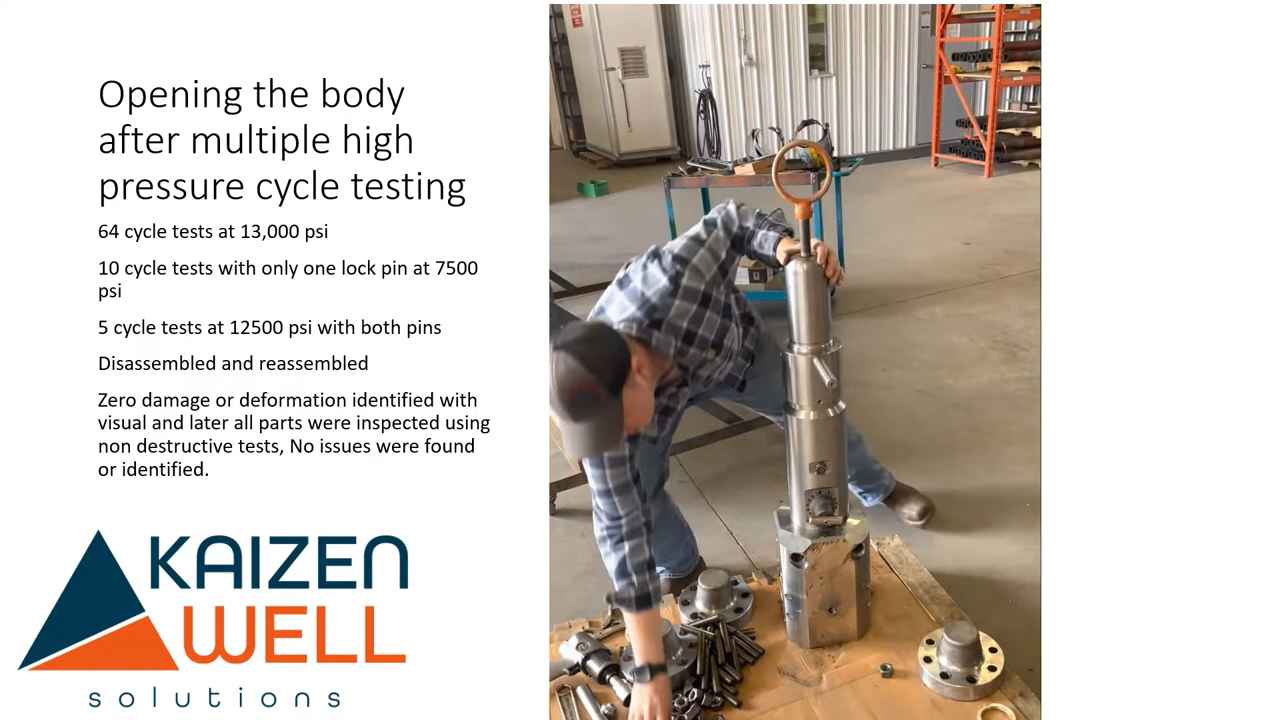 Opening the body
after multiple high
pressure cycle testing
64 cycle tests at 13,000 psi
10 cycle tests with only one lock pin at 7500
psi
5 cycle tests at 12500 psi with both pins
Disassembled and reassembled
Zero damage or deformation identified with
visual and later all parts were inspected using
non destructive tests, No issues were found
or identified.
KAIZEN
WELL
solutions